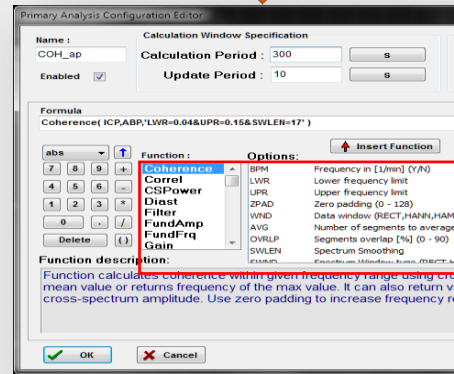 Primary Analysis Configuration Editor
Name :
Calculation Window Specification
COH_ap
Calculation Period : 300 s
Enabled
Update Period : 10 s
Formula
Coherence( ICP,ABP,'LWR=0.04&UPR=0.15&SWLEN=17' )
Insert Function
abs
Function :
Options:
7 8 9 +
4 5 6 -
1 2 3 *
0 . /
Delete ( )
Coherence
Correl
CSPower
Diast
Filter
FundAmp
FundFrq
Gain
BPM Frequency in [1/min] (Y/N)
LWR Lower frequency limit
UPR Upper frequency limit
ZPAD Zero padding (0 - 128)
WND Data window (RECT,HANN,HAM
AVG Number of segments to average
OVRLP Segments overlap [%] (0 - 90)
SWLEN Spectrum Smoothing
SWND Spectrum Window type (RECT,H
Function description:
Function calculates coherence within given frequency range using cro
mean value or returns frequency of the max value. It can also return v
cross-spectrum amplitude. Use zero padding to increase frequency r
OK
Cancel